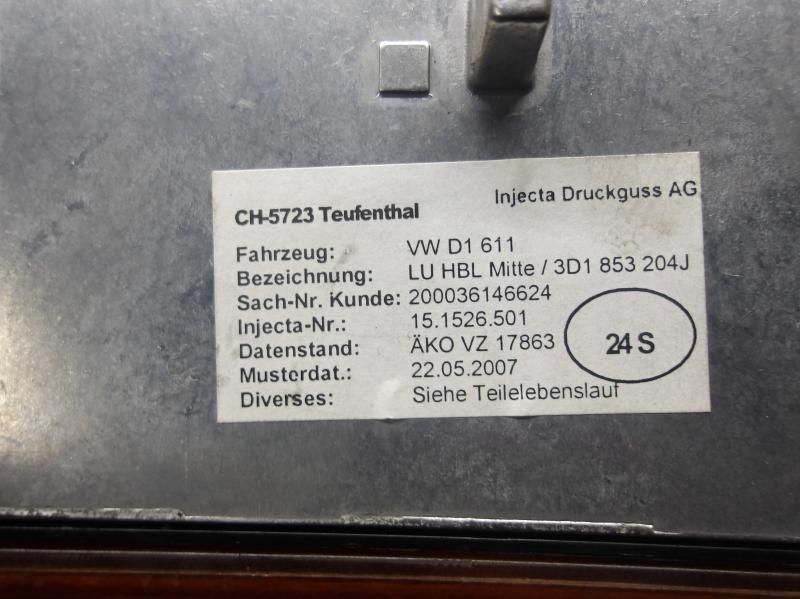 Injecta Druckguss AG
CH-5723 Teufenthal
Fahrzeug: VW D1 611
Bezeichnung: LU HBL Mitte / 3D1 853 204J
Sach-Nr. Kunde: 200036146624
Injecta-Nr.: 15.1526.501
Datenstand: ÄKO VZ 17863
Musterdat.: 22.05.2007
Diverses: Siehe Teilelebenslauf
24 S